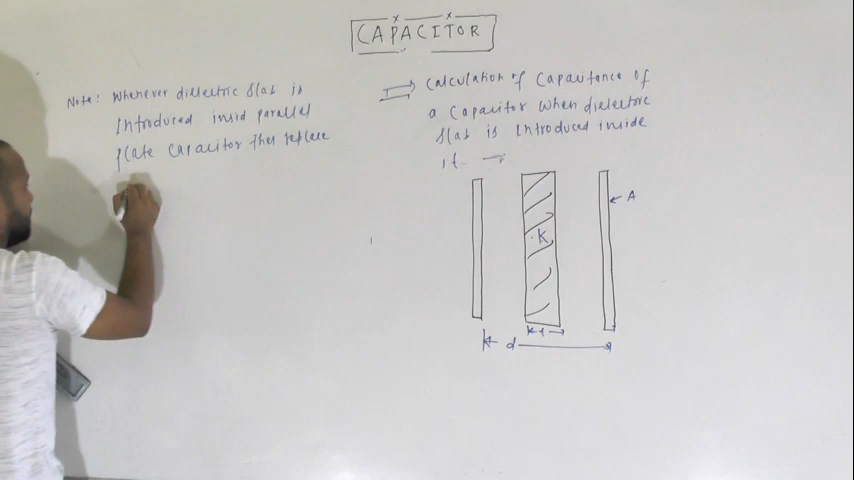 CAPACITOR
Note: Whenever dielectric slab is
Introduced insid parallel
plate capacitor then replace
⇒ Calculation of Capacitance of
a Capacitor when dielectric
slab is Introduced inside
it →
A
K
t
d